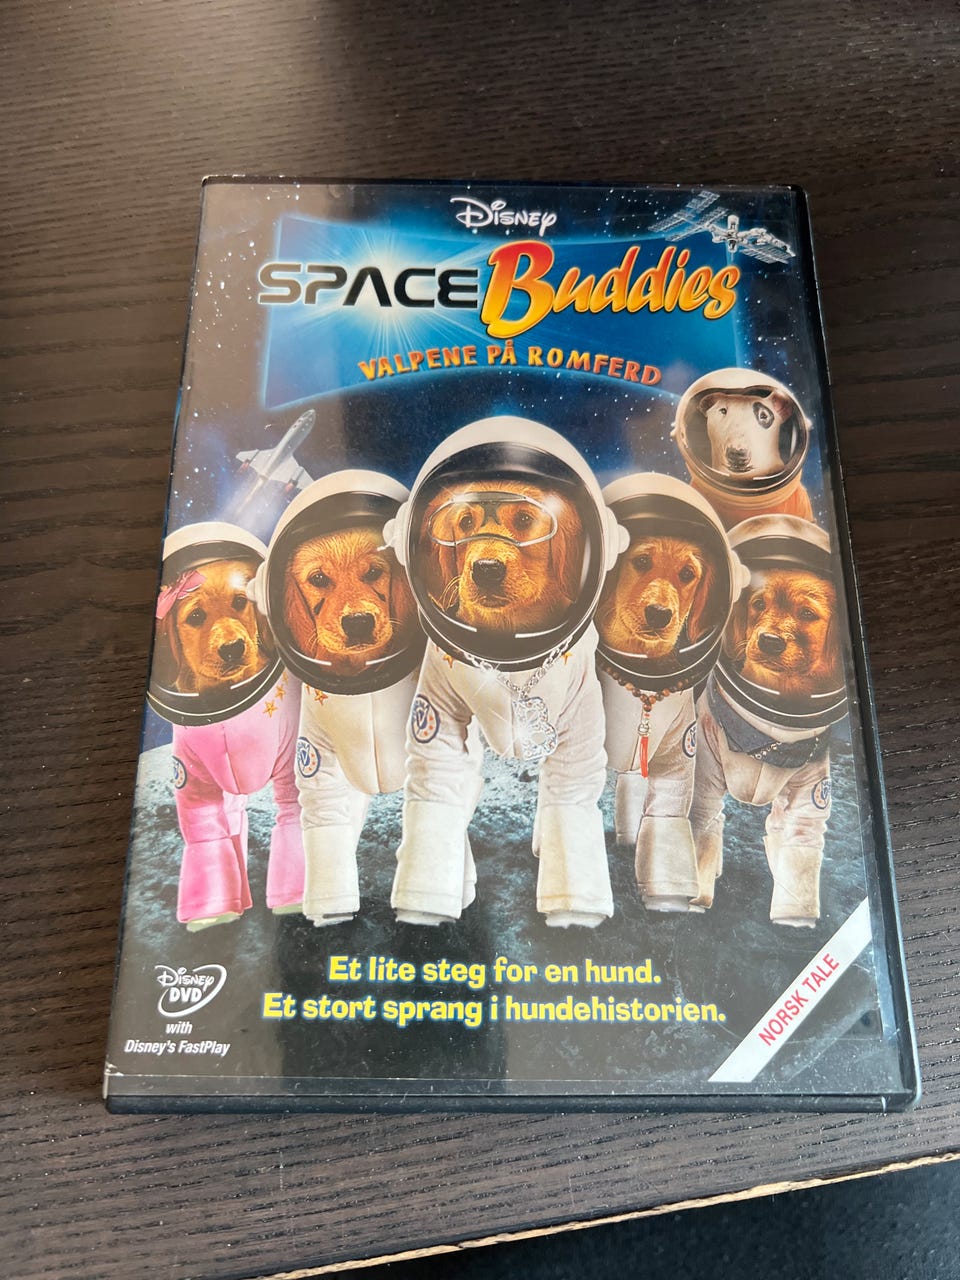 Disney
SPACE Buddies
VALPENE PÅ ROMFERD
Et lite steg for en hund.
Et stort sprang i hundehistorien.
NORSK TALE
Disney
DVD
with
Disney's FastPlay